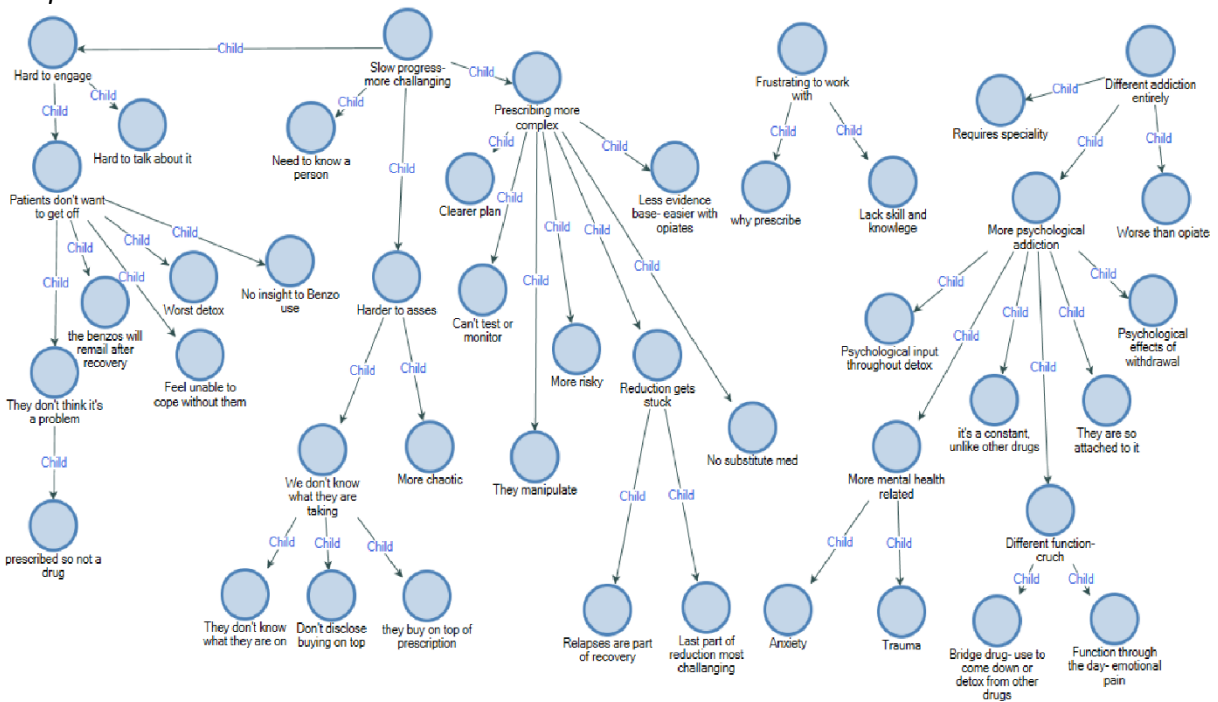 Child
Hard to engage
Slow progress-
more challanging
Child
Child
Child
Hard to talk about it
Child
Need to know a
person
Child
Prescribing more
complex
Frustrating to work
with
Child
Child
why prescribe
Lack skill and
knowlege
Different addiction
entirely
Child
Requires speciality
Child
Child
Worse than opiate
Patients don't want
to get off
Child
Child
Child
Child
Child
No insight to Benzo
use
Worst detox
the benzos will
remail after
recovery
Feel unable to
cope without them
They don't think it's
a problem
Child
prescribed so not a
drug
Harder to asses
Child
Child
More chaotic
We don't know
what they are
taking
Child
Child
Child
They don't know
what they are on
Don't disclose
buying on top
they buy on top of
prescription
Child
Clearer plan
Child
Can't test or
monitor
Child
They manipulate
Child
More risky
Child
Reduction gets
stuck
Child
No substitute med
Child
Less evidence
base- easier with
opiates
Child
Child
Relapses are part
of recovery
Last part of
reduction most
challanging
More psychological
addiction
Child
Psychological input
throughout detox
Child
More mental health
related
Child
it's a constant,
unlike other drugs
Child
Child
They are so
attached to it
Child
Psychological
effects of
withdrawal
Child
Child
Anxiety
Trauma
Different function-
cruch
Child
Child
Bridge drug- use to
come down or
detox from other
drugs
Function through
the day- emotional
pain